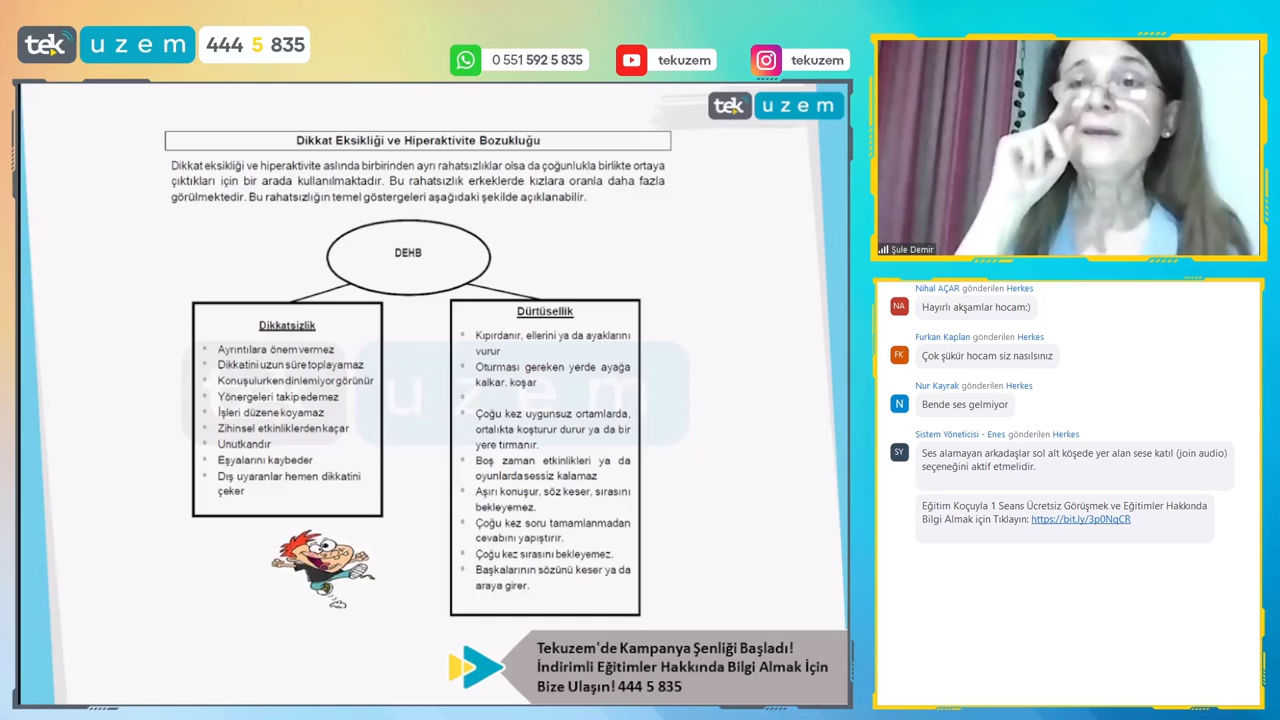 tek uzem 444 5 835
0 551 592 5 835
tekuzem
tekuzem
tek uzem
Dikkat Eksikliği ve Hiperaktivite Bozukluğu
Dikkat eksikliği ve hiperaktivite aslında birbirinden ayrı rahatsızlıklar olsa da çoğunlukla birlikte ortaya
çıktıkları için bir arada kullanılmaktadır. Bu rahatsızlık erkeklerde kızlara oranla daha fazla
görülmektedir. Bu rahatsızlığın temel göstergeleri aşağıdaki şekilde açıklanabilir.
DEHB
Dikkatsizlik
Ayrıntılara önem vermez
Dikkatini uzun süre toplayamaz
Konuşulurken dinlemiyor görünür
Yönergeleri takip edemez
İşleri düzene koyamaz
Zihinsel etkinliklerden kaçar
Unutkandır
Eşyalarını kaybeder
Dış uyaranlar hemen dikkatini
çeker
Dürtüsellik
Kıpırdanır, ellerini ya da ayaklarını
vurur
Oturması gereken yerde ayağa
kalkar, koşar
Çoğu kez uygunsuz ortamlarda,
ortalıkta koşturur durur ya da bir
yere tırmanır.
Boş zaman etkinlikleri ya da
oyunlarda sessiz kalamaz
Aşırı konuşur, söz keser, sırasını
bekleyemez.
Çoğu kez soru tamamlanmadan
cevabını yapıştırır.
Çoğu kez sırasını bekleyemez.
Başkalarının sözünü keser ya da
araya girer.
uzem
Tekuzem'de Kampanya Şenliği Başladı!
İndirimli Eğitimler Hakkında Bilgi Almak İçin
Bize Ulaşın! 444 5 835
Şule Demir
Nihal AÇAR gönderilen Herkes
NA
Hayırlı akşamlar hocam:)
Furkan Kaplan gönderilen Herkes
FK
Çok şükür hocam siz nasılsınız
Nur Kayrak gönderilen Herkes
N
Bende ses gelmiyor
Sistem Yöneticisi - Enes gönderilen Herkes
SY
Ses alamayan arkadaşlar sol alt köşede yer alan sese katıl (join audio)
seçeneğini aktif etmelidir.
Eğitim Koçuyla 1 Seans Ücretsiz Görüşmek ve Eğitimler Hakkında
Bilgi Almak için Tıklayın: https://bit.ly/3p0NqCR